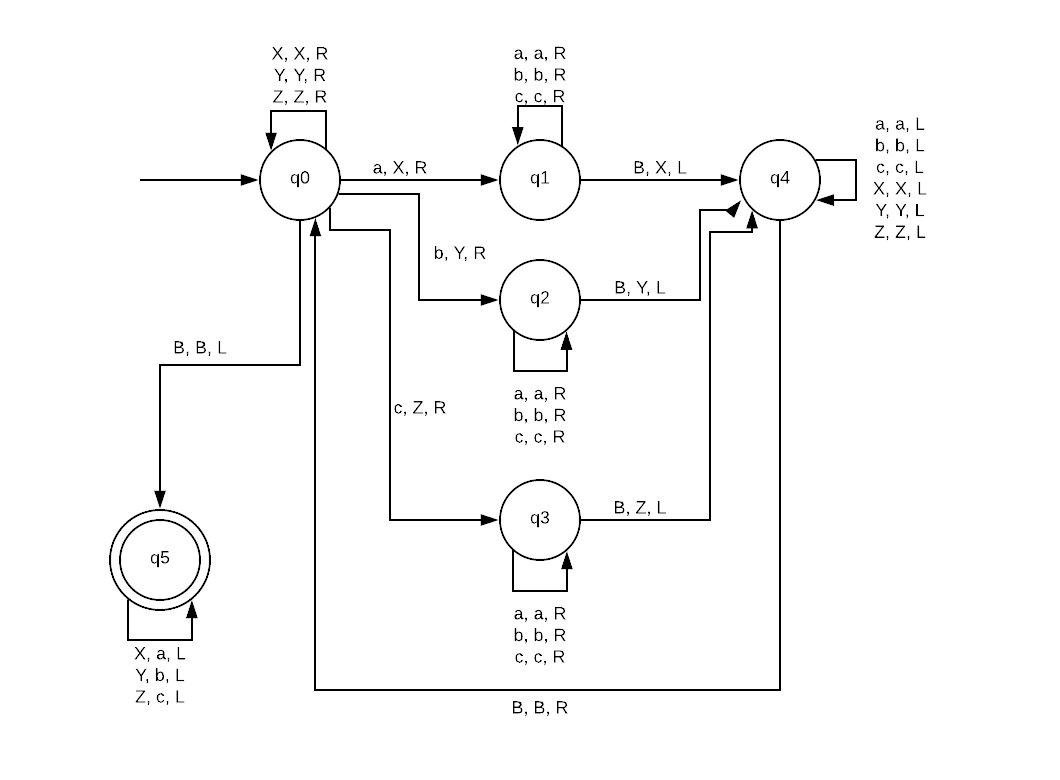 X, X, R
Y, Y, R
Z, Z, R
a, a, R
b, b, R
c, c, R
a, a, L
b, b, L
c, c, L
X, X, L
Y, Y, L
Z, Z, L
q0
a, X, R
q1
B, X, L
q4
b, Y, R
q2
B, Y, L
B, B, L
a, a, R
b, b, R
c, c, R
c, Z, R
q3
B, Z, L
q5
a, a, R
b, b, R
c, c, R
X, a, L
Y, b, L
Z, c, L
B, B, R